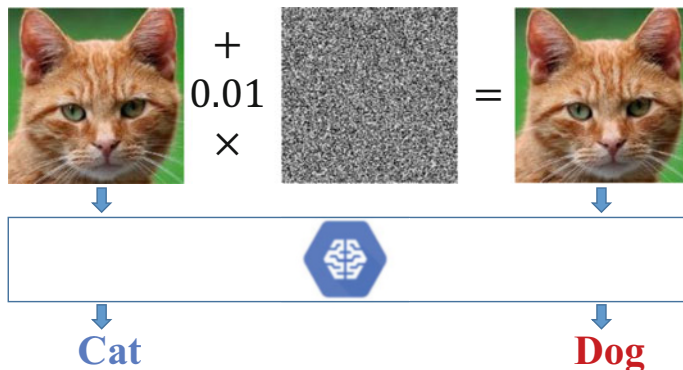 +
0.01
×
=
Cat
Dog